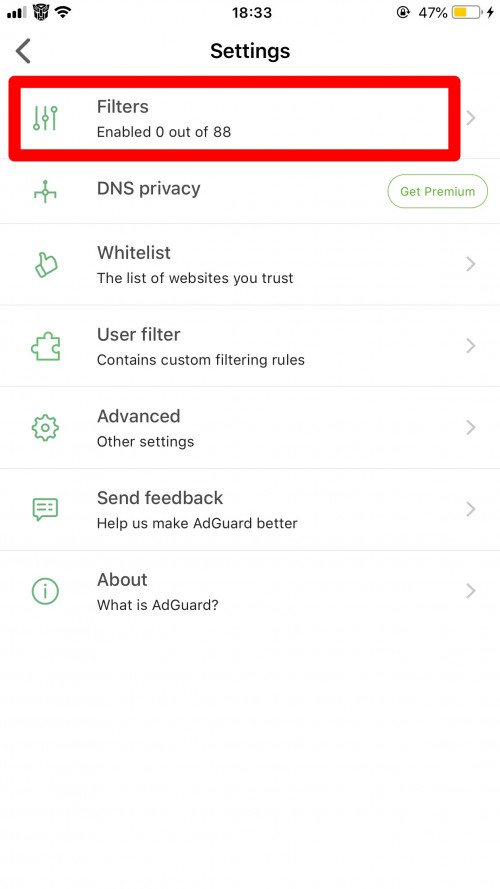 18:33
47%
Settings
Filters
Enabled 0 out of 88
DNS privacy
Get Premium
Whitelist
The list of websites you trust
User filter
Contains custom filtering rules
Advanced
Other settings
Send feedback
Help us make AdGuard better
About
What is AdGuard?